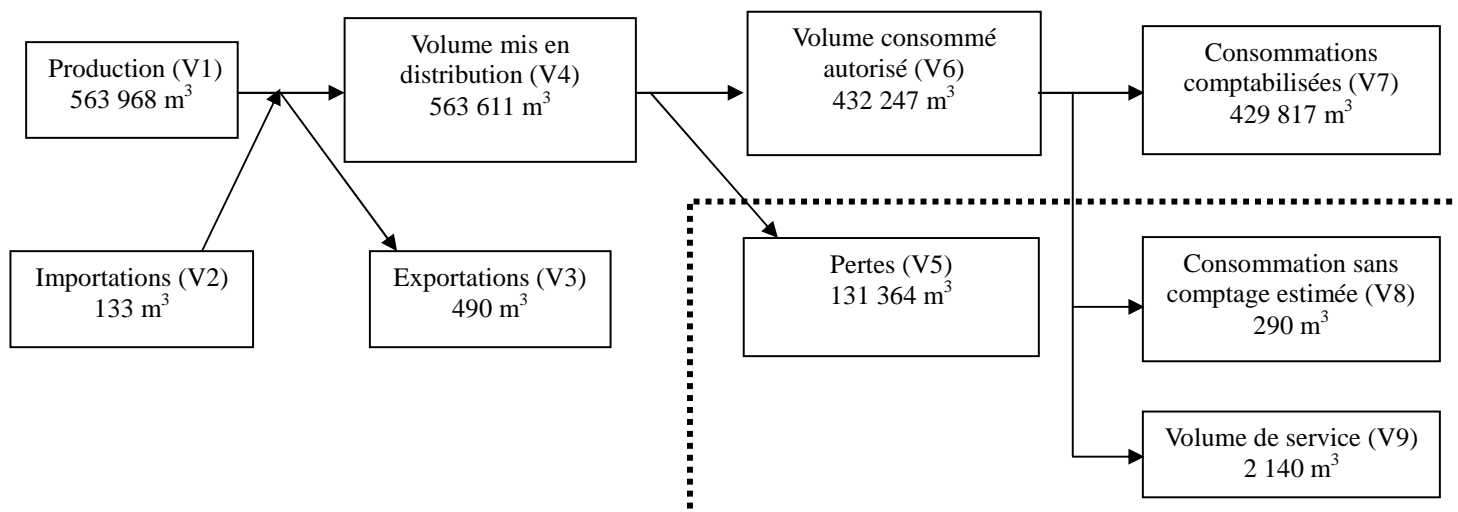 Production (V1)
563 968 m³
Volume mis en
distribution (V4)
563 611 m³
Volume consommé
autorisé (V6)
432 247 m³
Consommations
comptabilisées (V7)
429 817 m³
Importations (V2)
133 m³
Exportations (V3)
490 m³
Pertes (V5)
131 364 m³
Consommation sans
comptage estimée (V8)
290 m³
Volume de service (V9)
2 140 m³